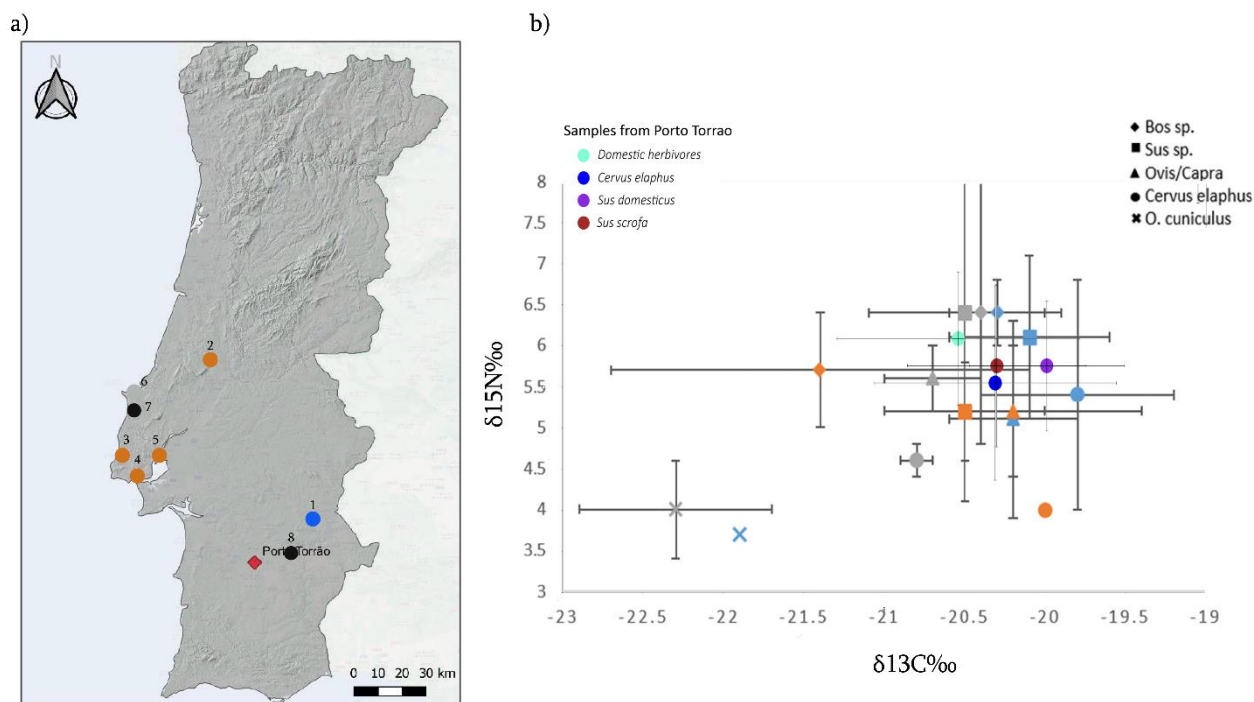 a)
N
2
6
7
3
5
4
1
8
Porto Torrão
0 10 20 30 km
b)
Samples from Porto Torrao
Domestic herbivores
Cervus elaphus
Sus domesticus
Sus scrofa
Bos sp.
Sus sp.
Ovis/Capra
Cervus elaphus
O. cuniculus
δ15N‰
8
7.5
7
6.5
6
5.5
5
4.5
4
3.5
3
-23 -22.5 -22 -21.5 -21 -20.5 -20 -19.5 -19
δ13C‰